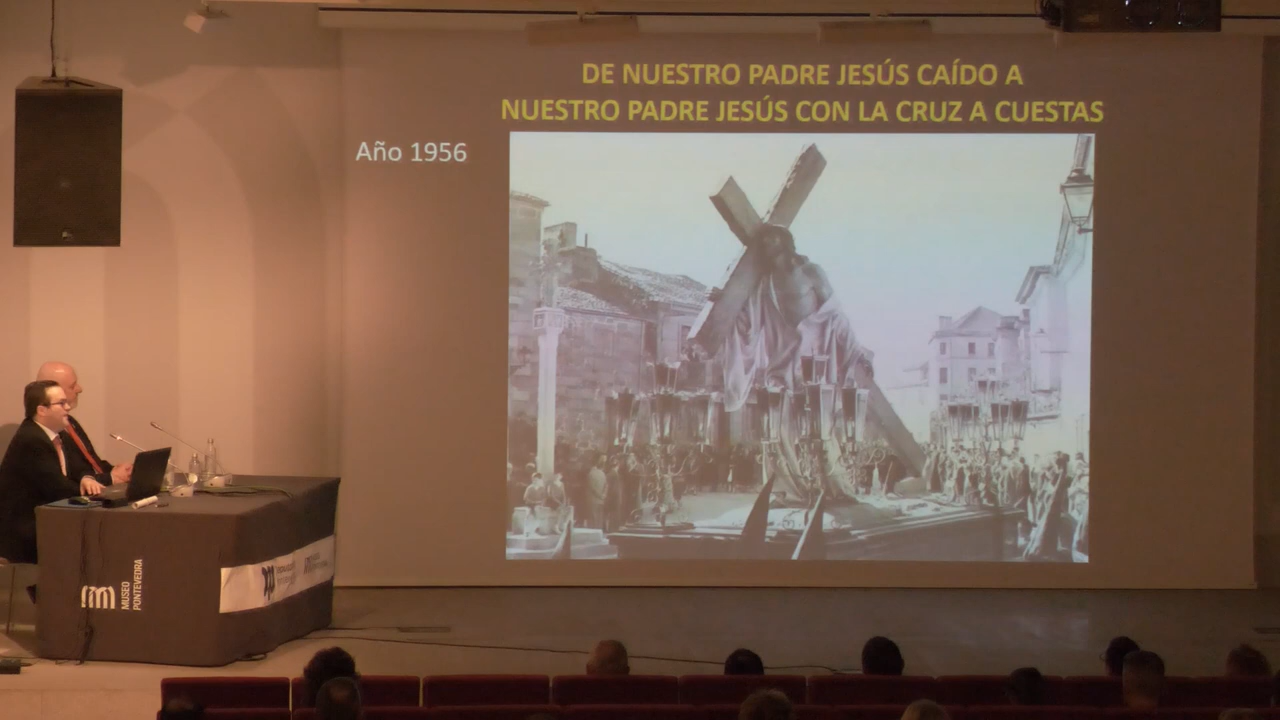 DE NUESTRO PADRE JESÚS CAÍDO A
NUESTRO PADRE JESÚS CON LA CRUZ A CUESTAS
Año 1956
MUSEO
PONTEVEDRA